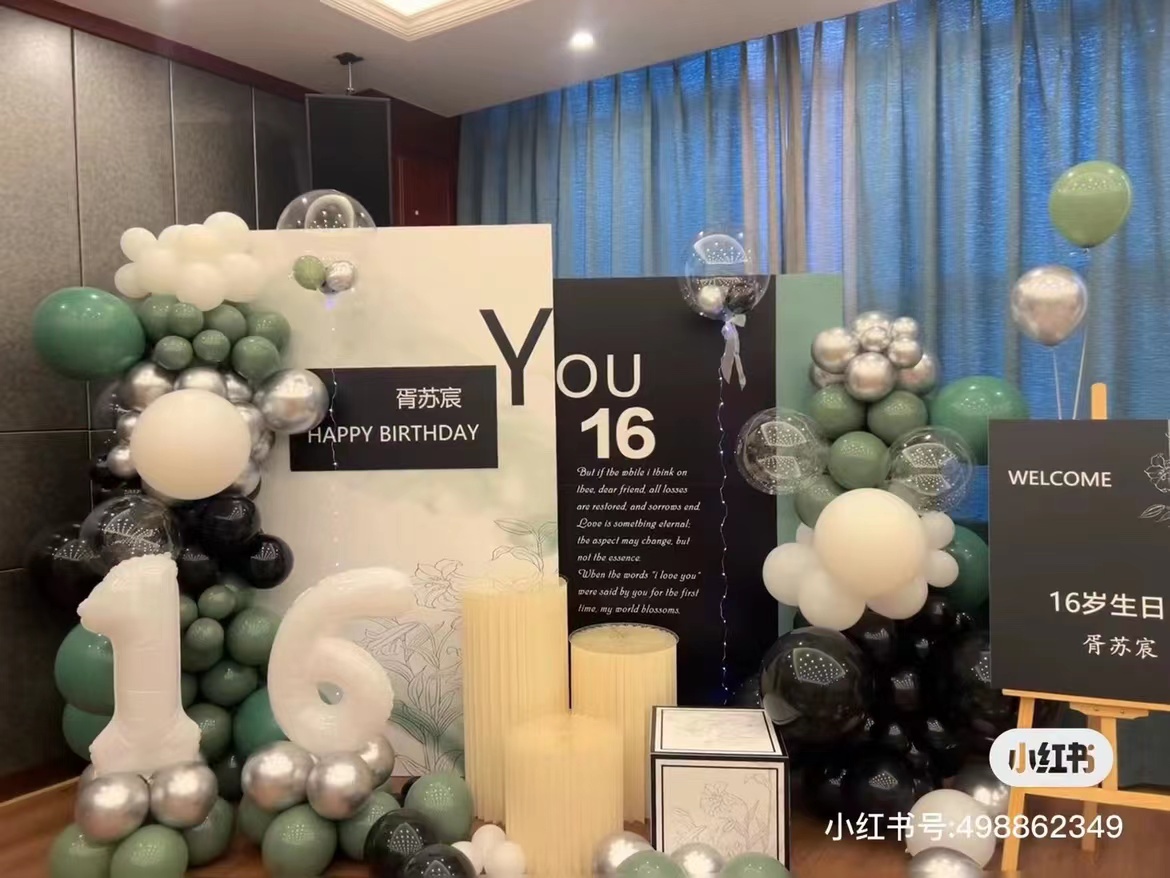 胥苏宸
HAPPY BIRTHDAY
YOU
16
But if the while i think on
thee, dear friend, all losses
are restored, and sorrows end.
Love is something eternal;
the aspect may change, but
not the essence.
When the words "i love you"
were said by you for the first
time, my world blossoms.
16
WELCOME
16岁生日
胥苏宸
小红书
小红书号:498862349